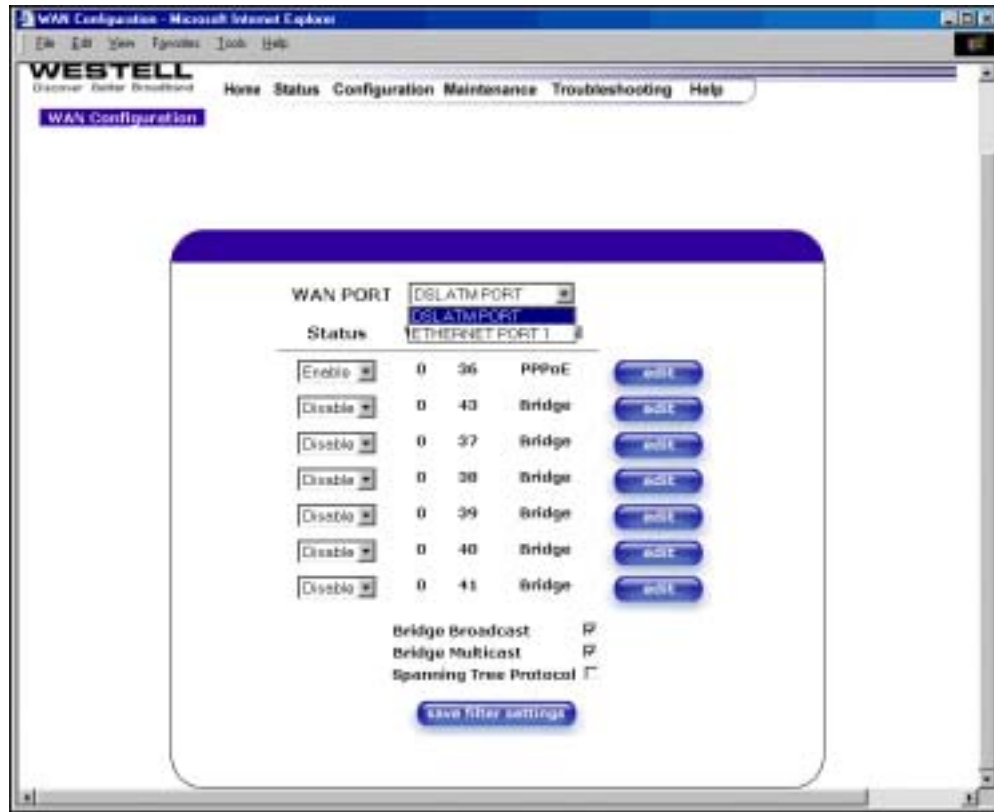 WAN Configuration - Microsoft Internet Explorer
File Edit View Favorites Tools Help
WESTELL
Discover Better Broadband
Home Status Configuration Maintenance Troubleshooting Help
WAN Configuration
WAN PORT DSL ATM PORT
DSL ATM PORT
Status ETHERNET PORT 1
Enable 0 36 PPPoE edit
Disable 0 43 Bridge edit
Disable 0 37 Bridge edit
Disable 0 38 Bridge edit
Disable 0 39 Bridge edit
Disable 0 40 Bridge edit
Disable 0 41 Bridge edit
Bridge Broadcast
Bridge Multicast
Spanning Tree Protocol
save filter settings